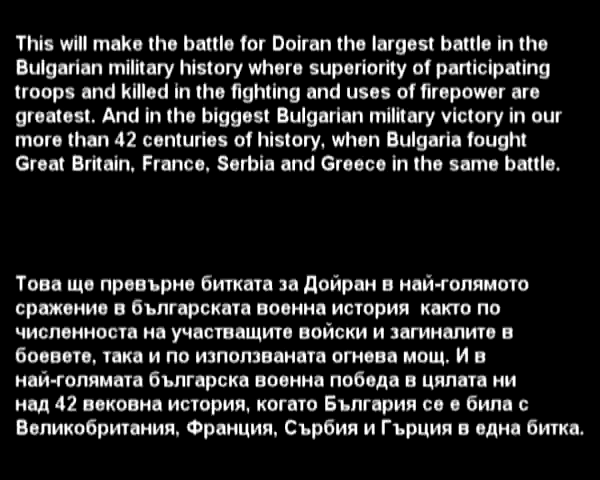 This will make the battle for Doiran the largest battle in the
Bulgarian military history where superiority of participating
troops and killed in the fighting and uses of firepower are
greatest. And in the biggest Bulgarian military victory in our
more than 42 centuries of history, when Bulgaria fought
Great Britain, France, Serbia and Greece in the same battle.
Това ще превърне битката за Дойран в най-голямото
сражение в българската военна история както по
числеността на участващите войски и загиналите в
боевете, така и по използваната огнева мощ. И в
най-голямата българска военна победа в цялата ни
над 42 вековна история, когато България се е била с
Великобритания, Франция, Сърбия и Гърция в една битка.